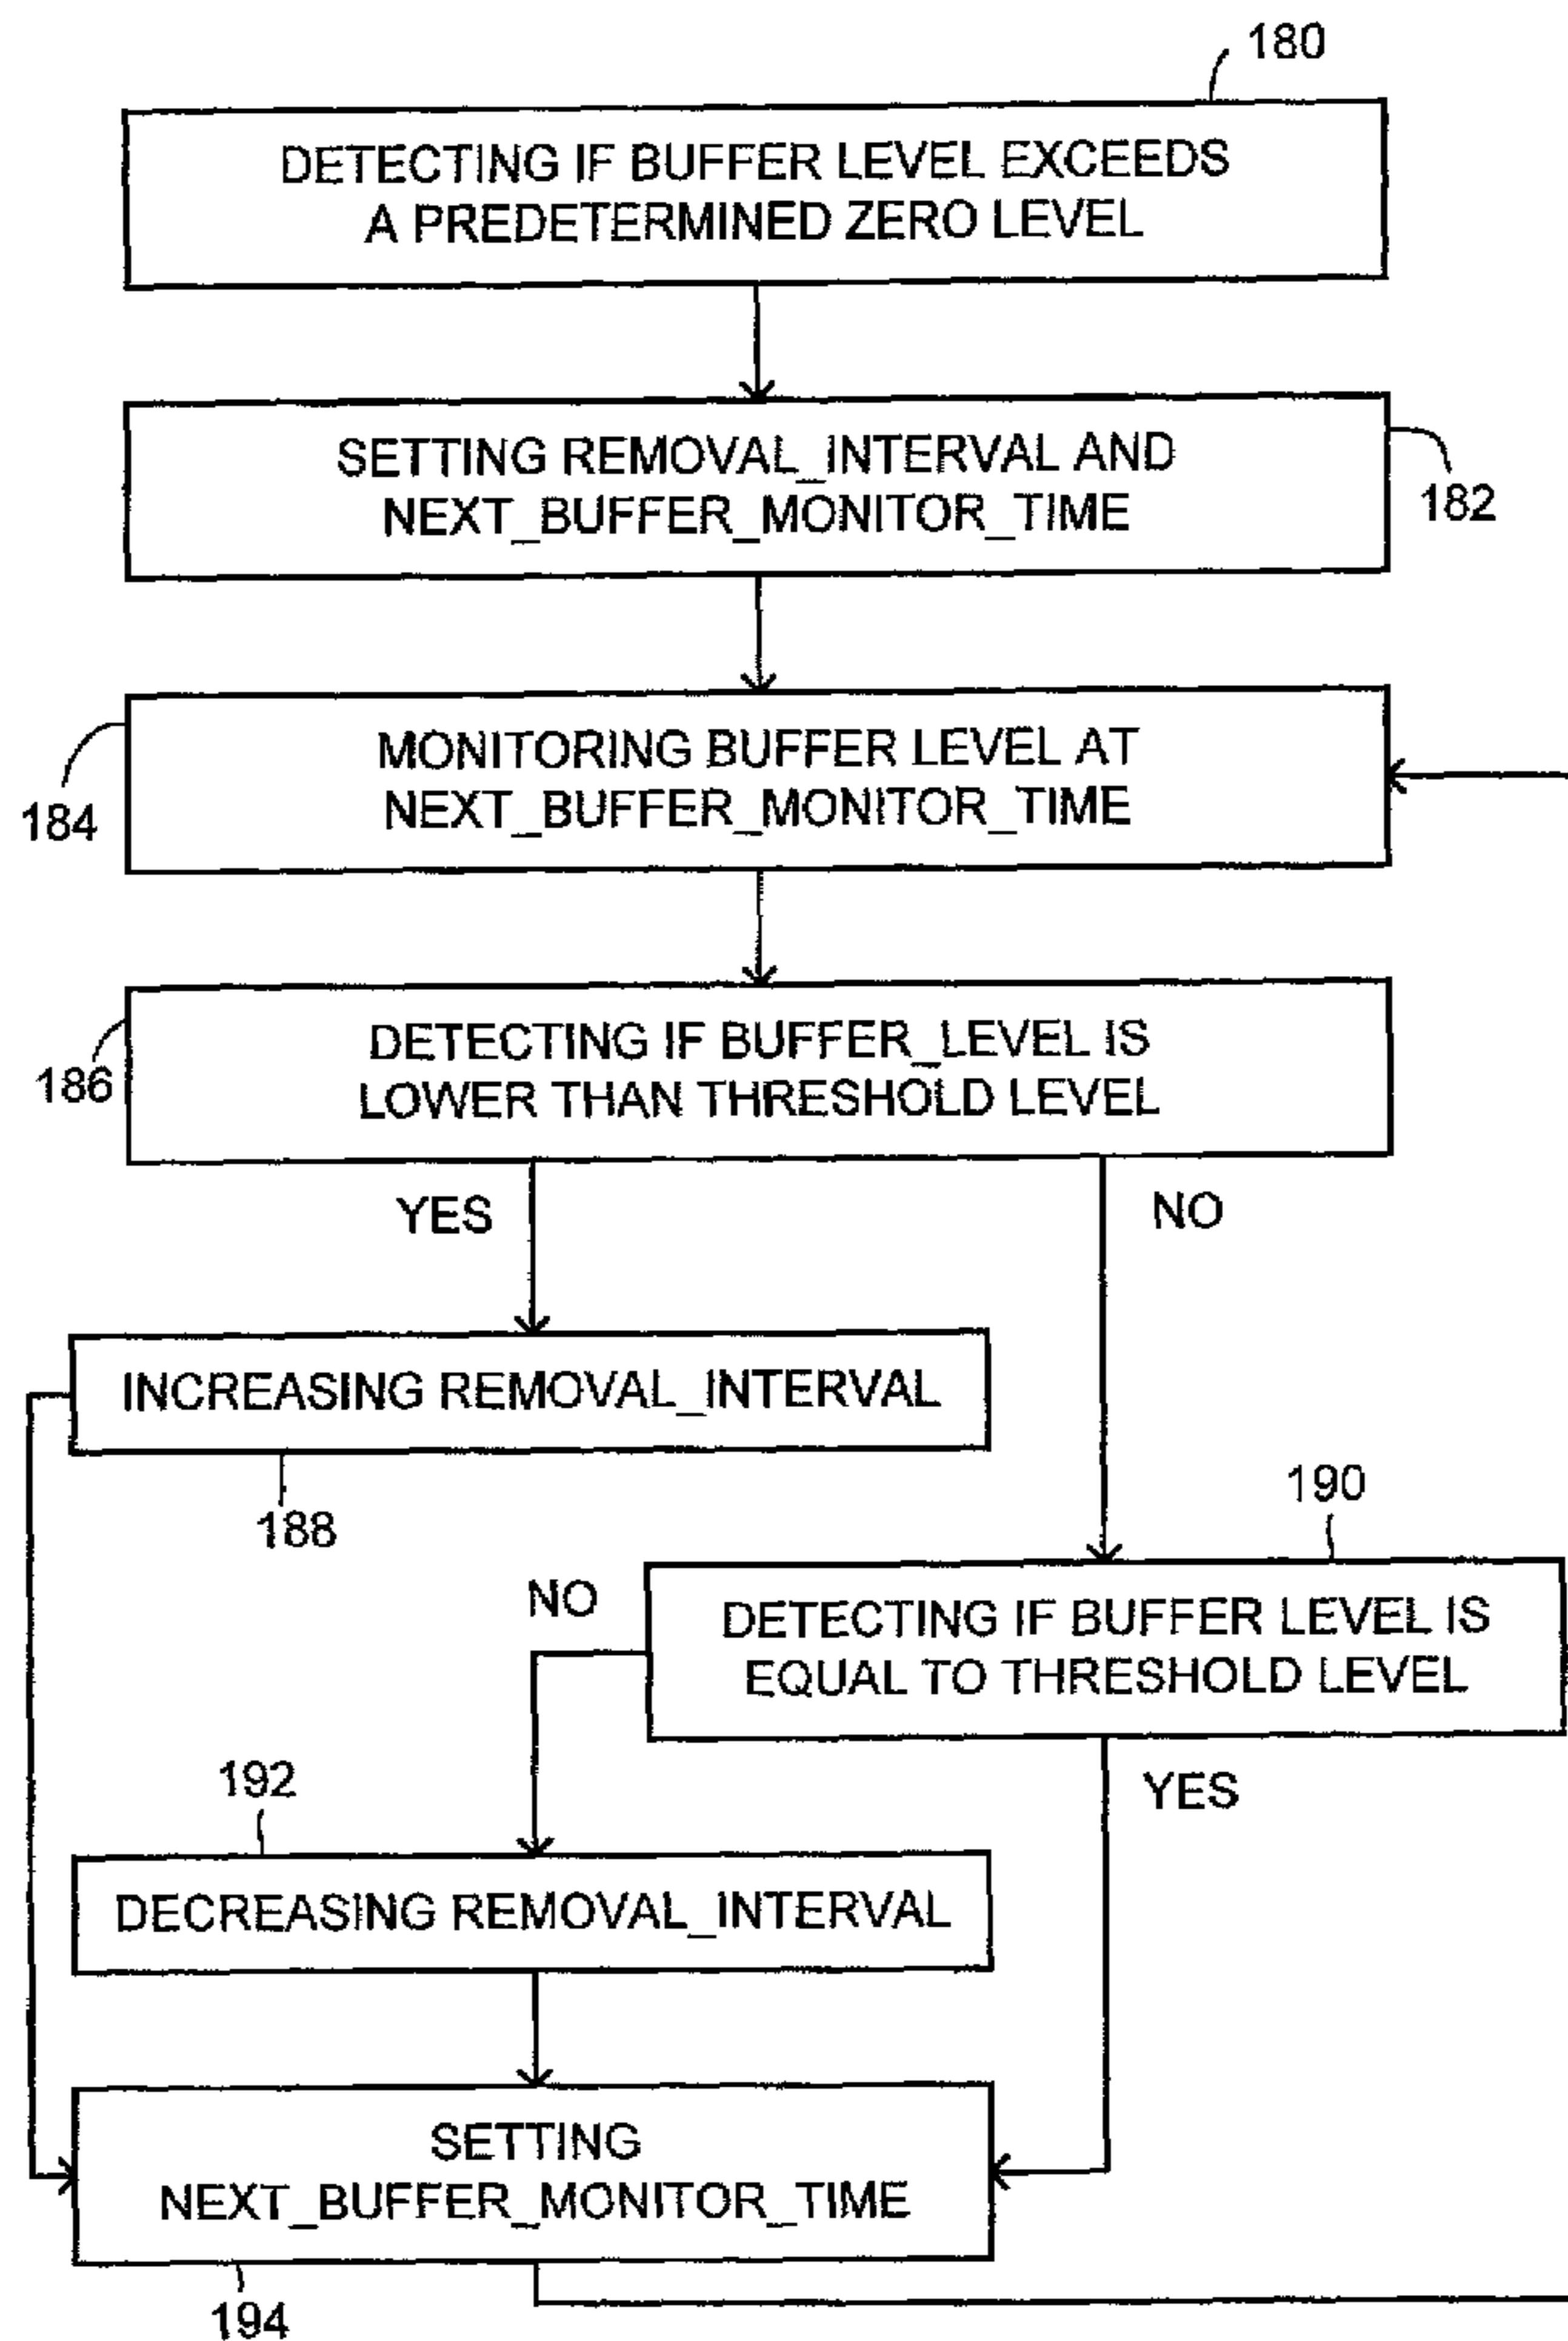 180
DETECTING IF BUFFER LEVEL EXCEEDS
A PREDETERMINED ZERO LEVEL
SETTING REMOVAL_INTERVAL AND
NEXT_BUFFER_MONITOR_TIME
182
MONITORING BUFFER LEVEL AT
NEXT_BUFFER_MONITOR_TIME
184
DETECTING IF BUFFER_LEVEL IS
LOWER THAN THRESHOLD LEVEL
186
YES
NO
INCREASING REMOVAL_INTERVAL
188
190
NO
DETECTING IF BUFFER LEVEL IS
EQUAL TO THRESHOLD LEVEL
192
YES
DECREASING REMOVAL_INTERVAL
SETTING
NEXT_BUFFER_MONITOR_TIME
194